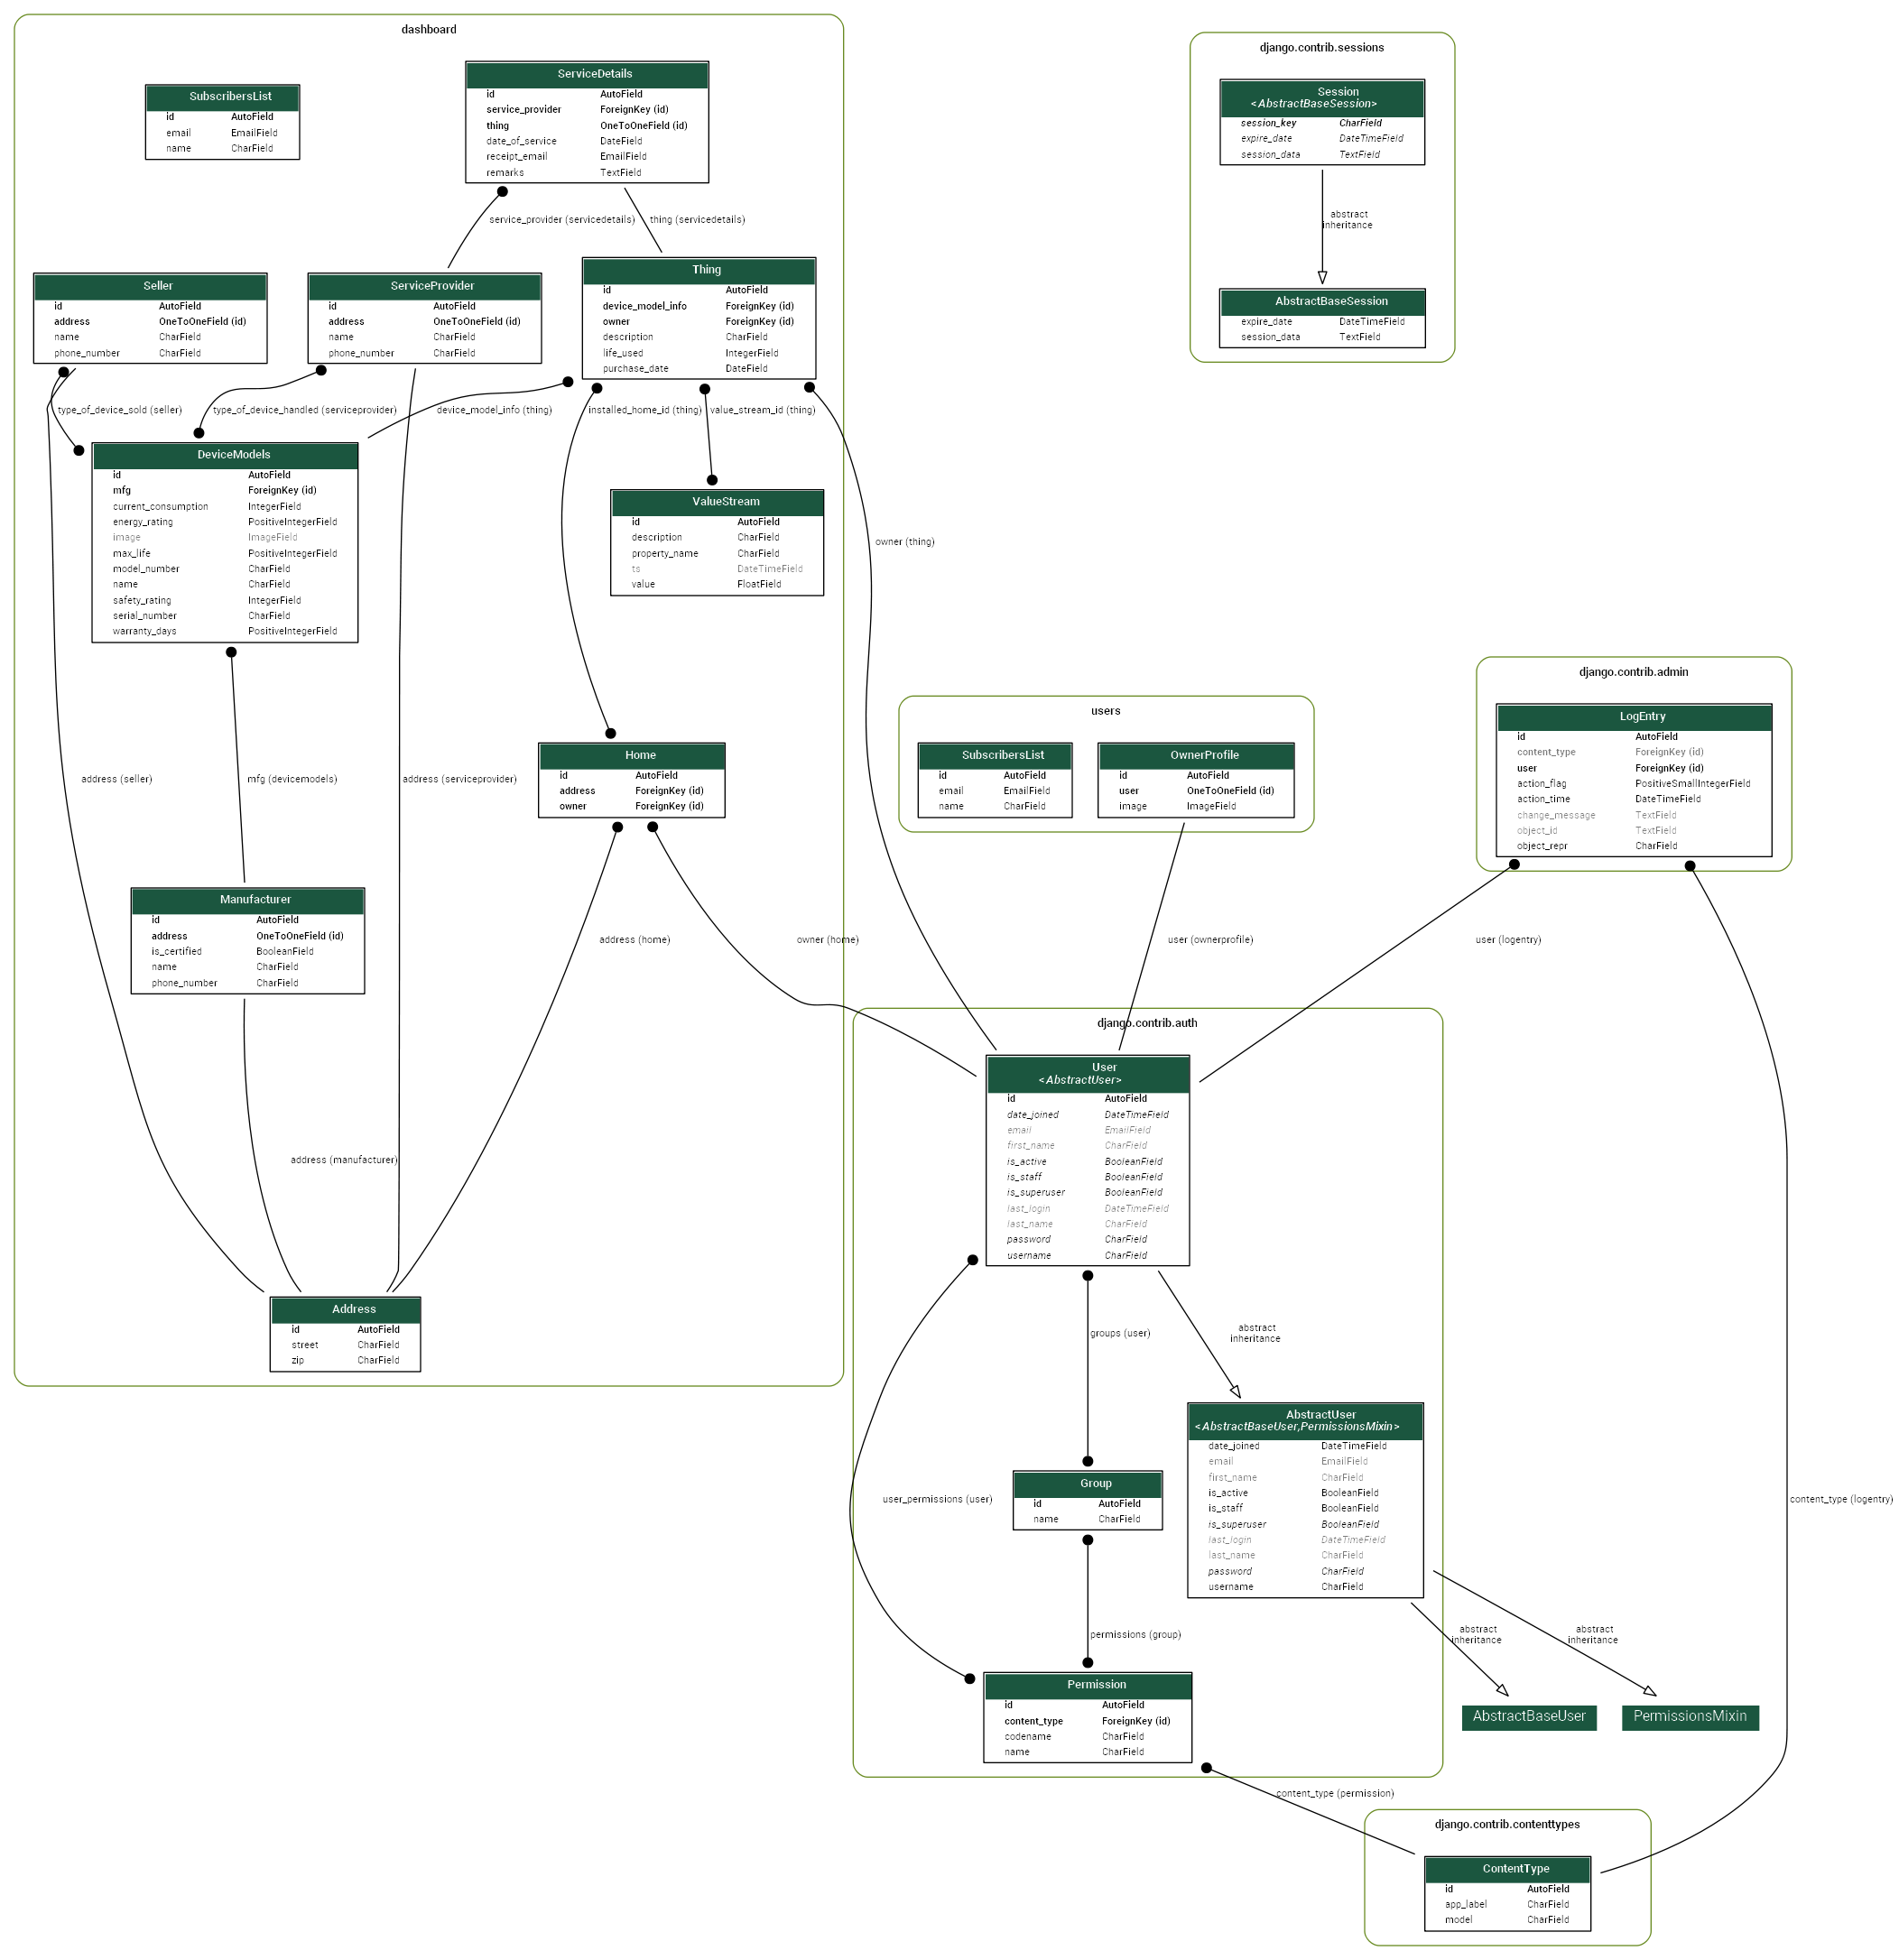 dashboard
SubscribersList
id AutoField
email EmailField
name CharField
ServiceDetails
id AutoField
service_provider ForeignKey (id)
thing OneToOneField (id)
date_of_service DateField
receipt_email EmailField
remarks TextField
service_provider (servicedetails)
thing (servicedetails)
Seller
id AutoField
address OneToOneField (id)
name CharField
phone_number CharField
ServiceProvider
id AutoField
address OneToOneField (id)
name CharField
phone_number CharField
Thing
id AutoField
device_model_info ForeignKey (id)
owner ForeignKey (id)
description CharField
life_used IntegerField
purchase_date DateField
type_of_device_sold (seller)
type_of_device_handled (serviceprovider)
device_model_info (thing)
installed_home_id (thing)
value_stream_id (thing)
DeviceModels
id AutoField
mfg ForeignKey (id)
current_consumption IntegerField
energy_rating PositiveIntegerField
image ImageField
max_life PositiveIntegerField
model_number CharField
name CharField
safety_rating IntegerField
serial_number CharField
warranty_days PositiveIntegerField
ValueStream
id AutoField
description CharField
property_name CharField
ts DateTimeField
value FloatField
owner (thing)
address (seller)
mfg (devicemodels)
address (serviceprovider)
Home
id AutoField
address ForeignKey (id)
owner ForeignKey (id)
Manufacturer
id AutoField
address OneToOneField (id)
is_certified BooleanField
name CharField
phone_number CharField
address (home)
owner (home)
address (manufacturer)
Address
id AutoField
street CharField
zip CharField
django.contrib.sessions
Session
<AbstractBaseSession>
session_key CharField
expire_date DateTimeField
session_data TextField
abstract
inheritance
AbstractBaseSession
expire_date DateTimeField
session_data TextField
users
SubscribersList
id AutoField
email EmailField
name CharField
OwnerProfile
id AutoField
user OneToOneField (id)
image ImageField
user (ownerprofile)
django.contrib.admin
LogEntry
id AutoField
content_type ForeignKey (id)
user ForeignKey (id)
action_flag PositiveSmallIntegerField
action_time DateTimeField
change_message TextField
object_id TextField
object_repr CharField
user (logentry)
content_type (logentry)
django.contrib.auth
User
<AbstractUser>
id AutoField
date_joined DateTimeField
email EmailField
first_name CharField
is_active BooleanField
is_staff BooleanField
is_superuser BooleanField
last_login DateTimeField
last_name CharField
password CharField
username CharField
groups (user)
abstract
inheritance
user_permissions (user)
Group
id AutoField
name CharField
AbstractUser
<AbstractBaseUser,PermissionsMixin>
date_joined DateTimeField
email EmailField
first_name CharField
is_active BooleanField
is_staff BooleanField
is_superuser BooleanField
last_login DateTimeField
last_name CharField
password CharField
username CharField
permissions (group)
abstract
inheritance
abstract
inheritance
Permission
id AutoField
content_type ForeignKey (id)
codename CharField
name CharField
AbstractBaseUser
PermissionsMixin
content_type (permission)
django.contrib.contenttypes
ContentType
id AutoField
app_label CharField
model CharField